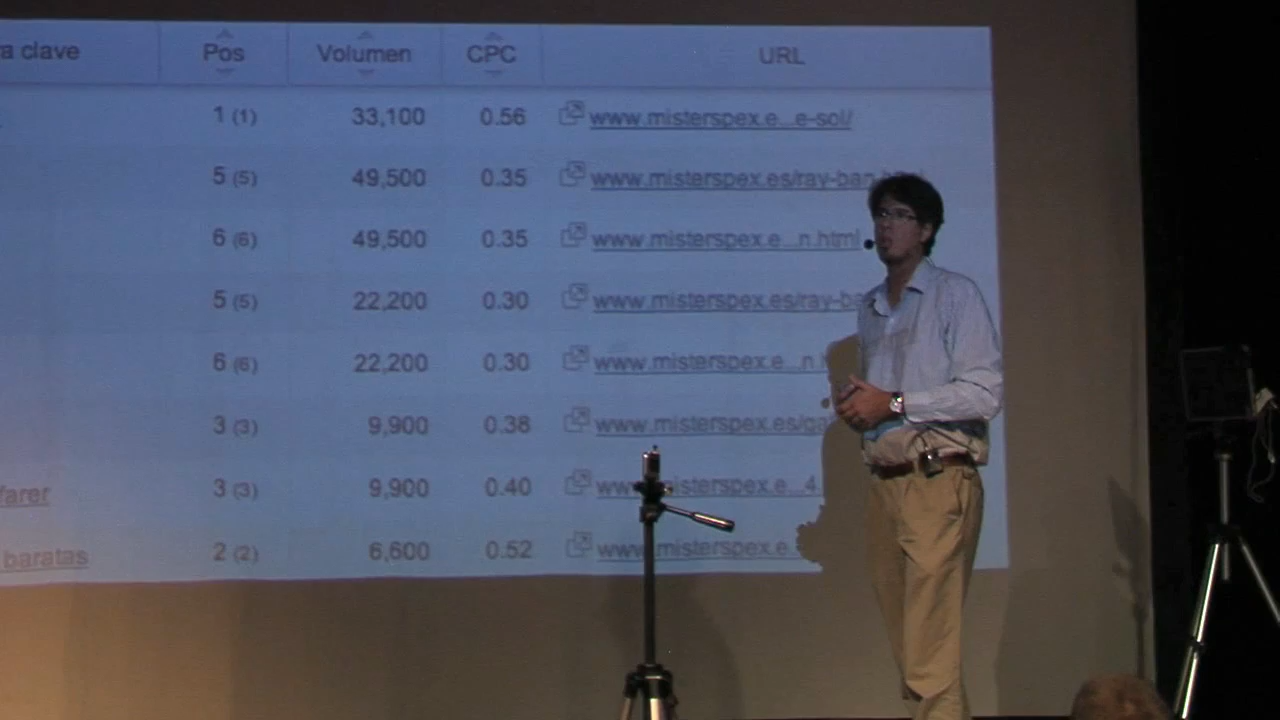 a clave Pos Volumen CPC URL
1 (1) 33,100 0.56 www.misterspex.e...e-sol/
5 (5) 49,500 0.35 www.misterspex.es/ray-ban.
6 (6) 49,500 0.35 www.misterspex.e...n.html
5 (5) 22,200 0.30 www.misterspex.es/ray-ba
6 (6) 22,200 0.30 www.misterspex.e...n.h
3 (3) 9,900 0.38 www.misterspex.es/ga
farer 3 (3) 9,900 0.40 www.misterspex.e...4.
baratas 2 (2) 6,600 0.52 www.misterspex.e.